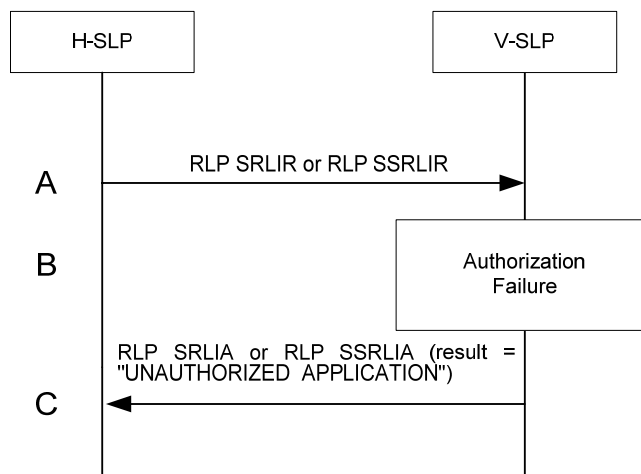 H-SLP
V-SLP
RLP SRLIR or RLP SSRLIR
A
B
Authorization
Failure
RLP SRLIA or RLP SSRLIA (result =
"UNAUTHORIZED APPLICATION")
C